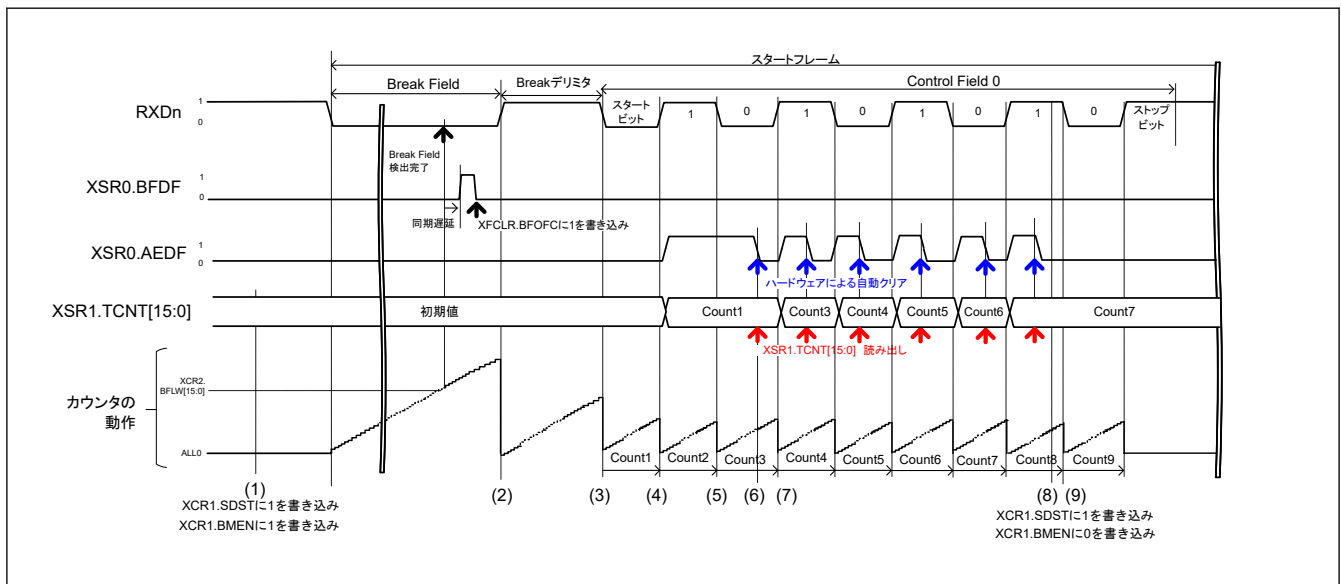 スタートフレーム
Break Field
Breakデリミタ
Control Field 0
RXDn
1
0
スタート
ビット
1
0
1
0
1
0
1
0
ストップ
ビット
Break Field
検出完了
XSR0.BFDF
1
0
同期遅延
XFCLR.BFOFCに1を書き込み
XSR0.AEDF
1
0
ハードウェアによる自動クリア
XSR1.TCNT[15:0]
初期値
Count1
Count3
Count4
Count5
Count6
Count7
XSR1.TCNT[15:0] 読み出し
XCR2.
BFLW[15:0]
カウンタの
動作
ALL0
Count1
Count2
Count3
Count4
Count5
Count6
Count7
Count8
Count9
(1)
(2)
(3)
(4)
(5)
(6)
(7)
(8)
(9)
XCR1.SDSTに1を書き込み
XCR1.BMENに1を書き込み
XCR1.SDSTに1を書き込み
XCR1.BMENに0を書き込み